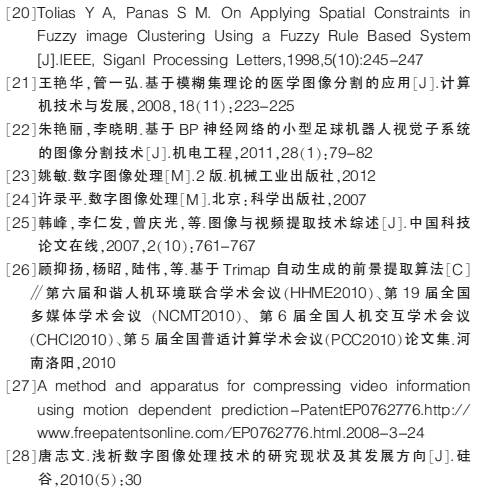 [20]Tolias Y A, Panas S M. On Applying Spatial Constraints in
Fuzzy image Clustering Using a Fuzzy Rule Based System
[J].IEEE, Siganl Processing Letters,1998,5(10):245-247
[21]王艳华,管一弘.基于模糊集理论的医学图像分割的应用[J].计算
机技术与发展,2008,18(11):223-225
[22]朱艳丽,李晓明.基于BP神经网络的小型足球机器人视觉子系统
的图像分割技术[J].机电工程,2011,28(1):79-82
[23]姚敏.数字图像处理[M].2版.机械工业出版社,2012
[24]许录平.数字图像处理[M].北京:科学出版社,2007
[25]韩峰,李仁发,曾庆光,等.图像与视频提取技术综述[J].中国科技
论文在线,2007,2(10):761-767
[26]顾抑扬,杨昭,陆伟,等.基于Trimap自动生成的前景提取算法[C]
//第六届和谐人机环境联合学术会议(HHME2010)、第19届全国
多媒体学术会议 (NCMT2010)、第6届全国人机交互学术会议
(CHCI2010)、第5届全国普适计算学术会议(PCC2010)论文集.河
南洛阳,2010
[27]A method and apparatus for compressing video information
using motion dependent prediction-PatentEP0762776.http://
www.freepatentsonline.com/EP0762776.html.2008-3-24
[28]唐志文.浅析数字图像处理技术的研究现状及其发展方向[J].硅
谷,2010(5):30